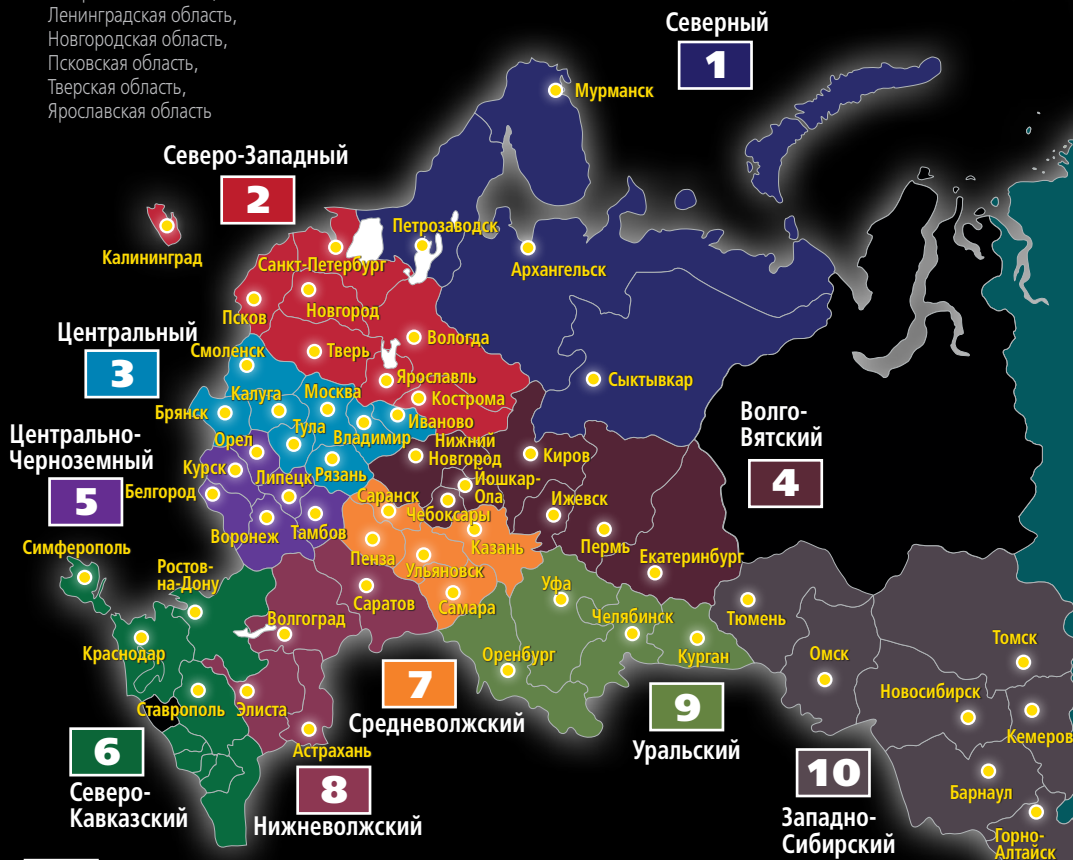 Ленинградская область,
Новгородская область,
Псковская область,
Тверская область,
Ярославская область
Северный
1
Мурманск
Северо-Западный
2
Калининград
Санкт-Петербург
Петрозаводск
Архангельск
Псков
Новгород
Вологда
Тверь
Ярославль
Кострома
Сыктывкар
Центральный
3
Смоленск
Калуга
Москва
Брянск
Тула
Владимир
Иваново
Рязань
Волго-
Вятский
4
Нижний
Новгород
Киров
Йошкар-
Ола
Чебоксары
Ижевск
Пермь
Екатеринбург
Центрально-
Черноземный
5
Орел
Курск
Липецк
Белгород
Воронеж
Тамбов
Саранск
Пенза
Ульяновск
Казань
Самара
7
Средневолжский
Симферополь
Ростов-
на-Дону
Краснодар
Ставрополь
6
Северо-
Кавказский
Саратов
Волгоград
Элиста
Астрахань
8
Нижневолжский
Уфа
Челябинск
Оренбург
Курган
9
Уральский
Тюмень
Омск
Томск
Новосибирск
Кемеров
Барнаул
Горно-
Алтайск
10
Западно-
Сибирский